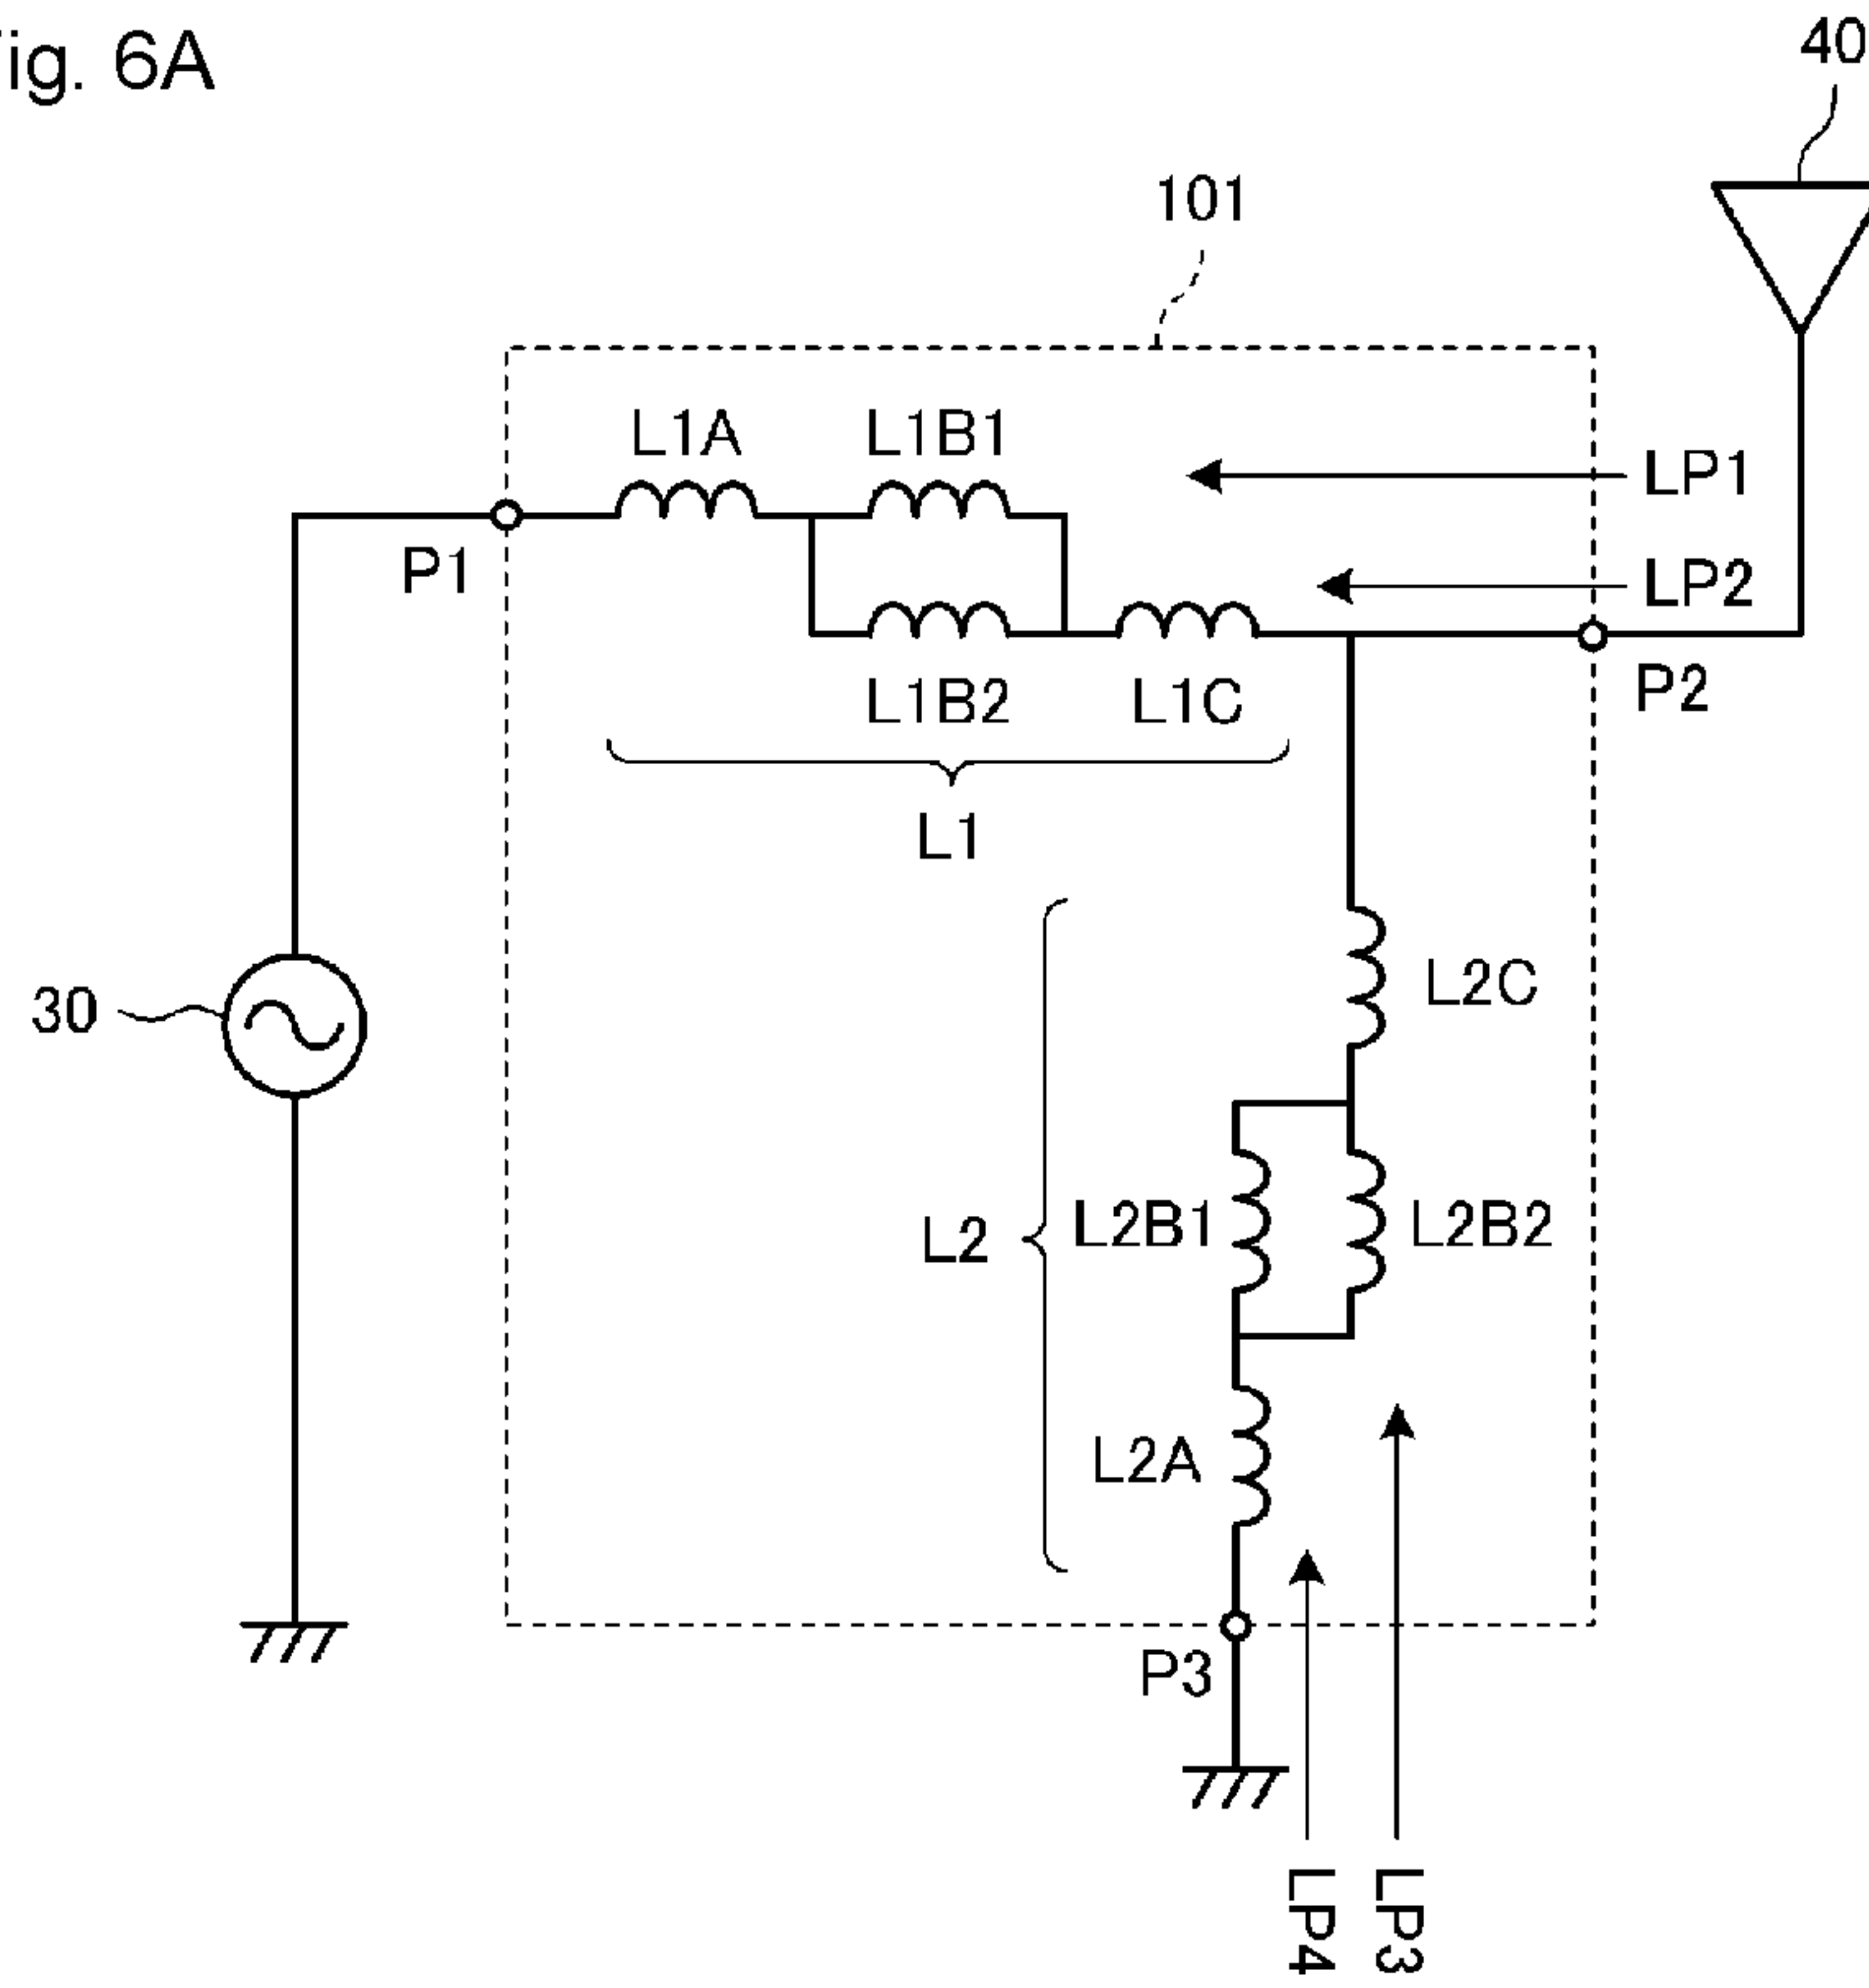 ig. 6A
40
101
L1A
L1B1
LP1
P1
LP2
L1B2
L1C
P2
L1
L2C
30
L2B1
L2B2
L2
L2A
P3
LP4
LP3